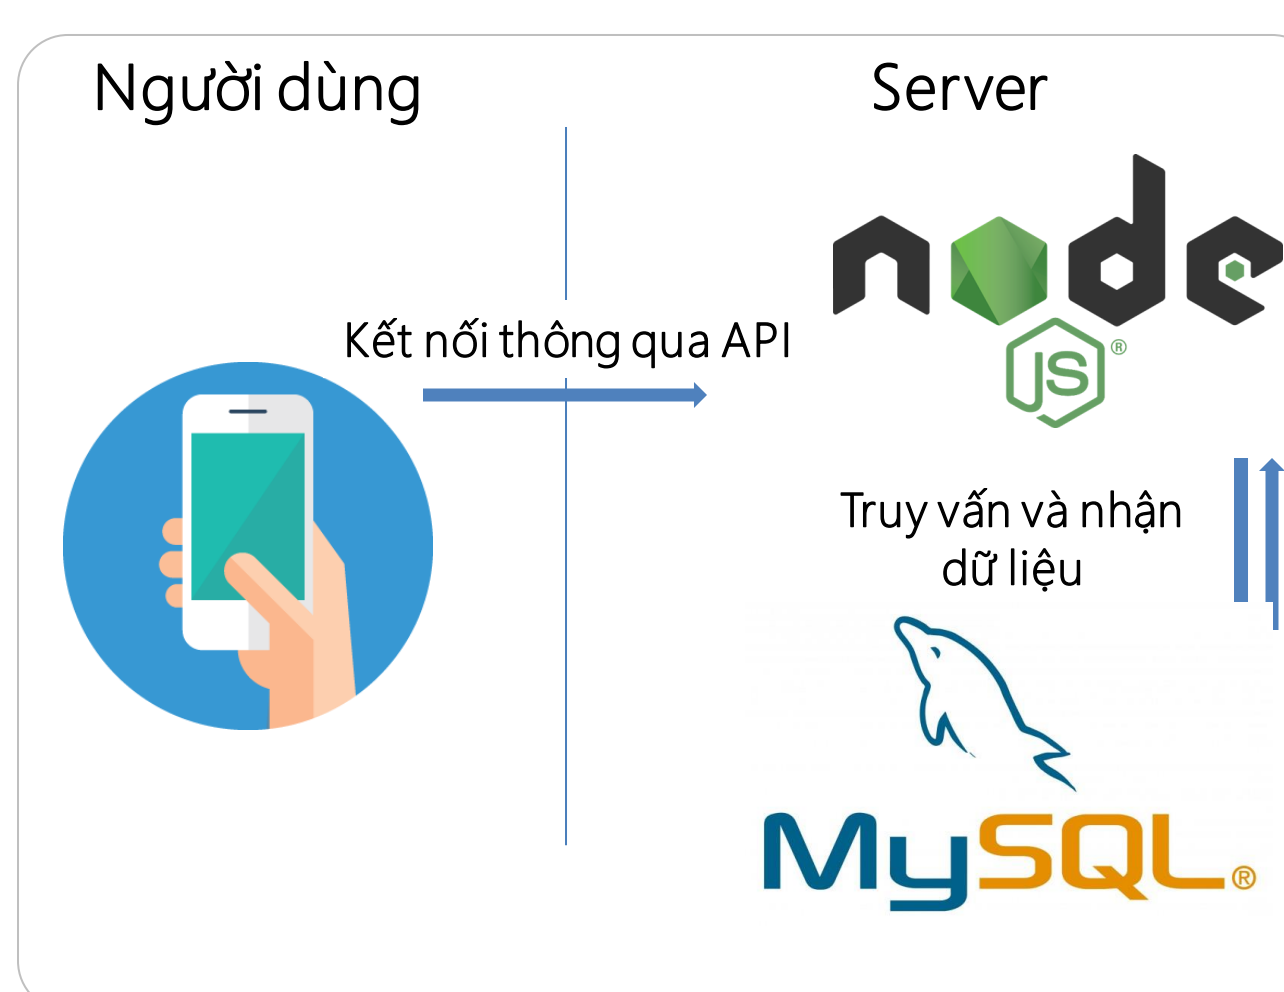 Người dùng
Server
node
JS®
Kết nối thông qua API
Truy vấn và nhận
dữ liệu
MySQL®